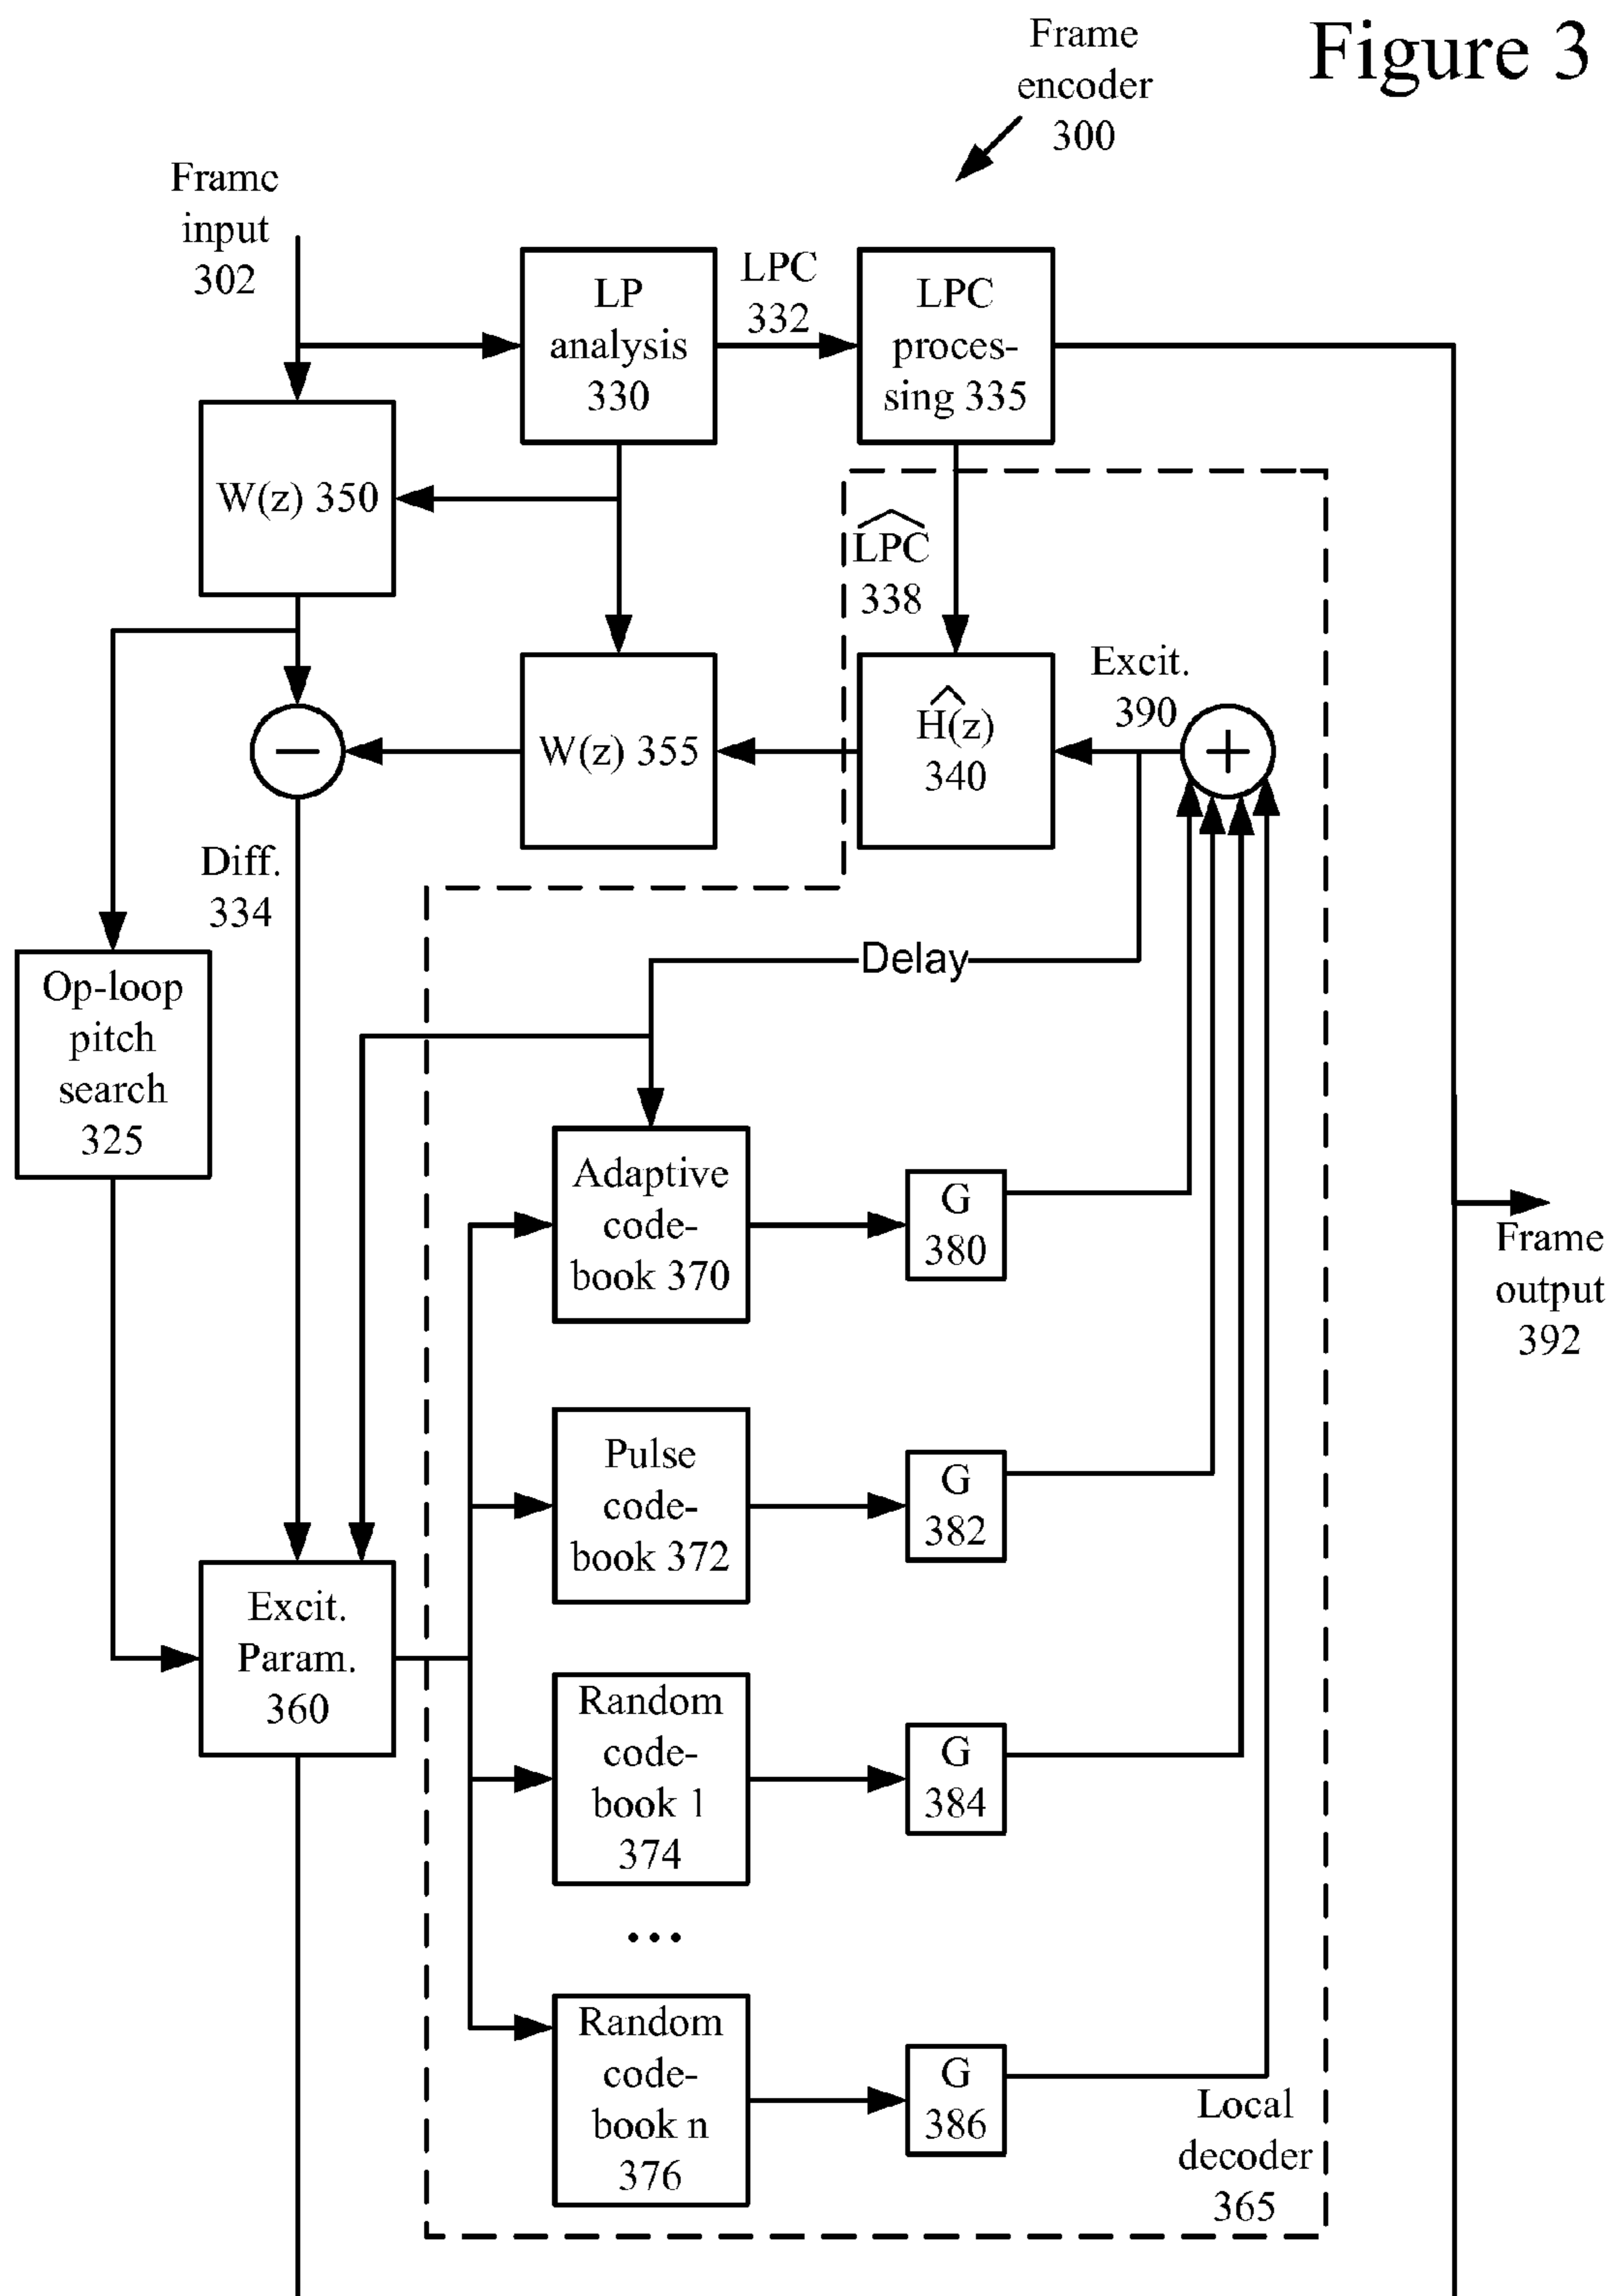 Figure 3
Frame
encoder
300
Frame
input
302
LP
analysis
330
LPC
332
LPC
proces-
sing 335
W(z) 350
L͡PC
338
W(z) 355
Ĥ(z)
340
Excit.
390
+
−
Diff.
334
Delay
Op-loop
pitch
search
325
Adaptive
code-
book 370
G
380
Frame
output
392
Pulse
code-
book 372
G
382
Excit.
Param.
360
Random
code-
book 1
374
G
384
...
Random
code-
book n
376
G
386
Local
decoder
365